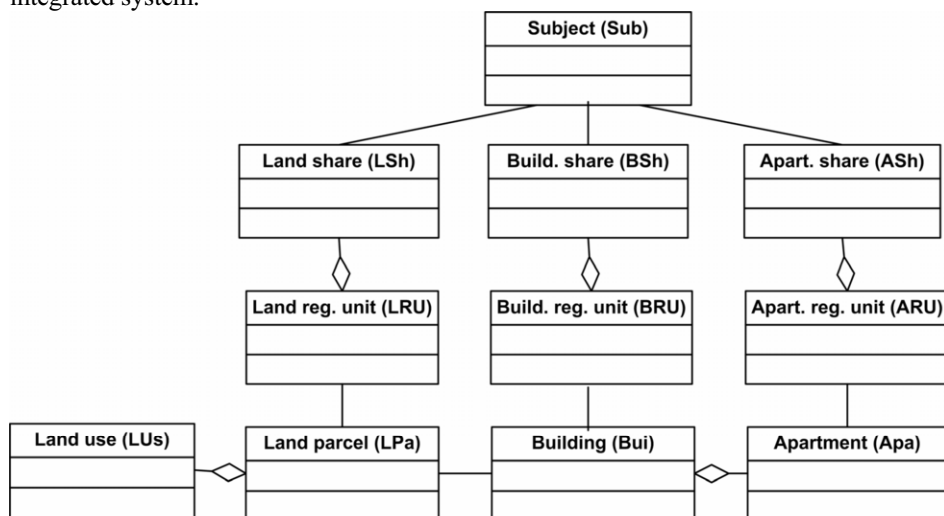 integrated system.
Subject (Sub)
Land share (LSh)
Build. share (BSh)
Apart. share (ASh)
Land reg. unit (LRU)
Build. reg. unit (BRU)
Apart. reg. unit (ARU)
Land use (LUs)
Land parcel (LPa)
Building (Bui)
Apartment (Apa)